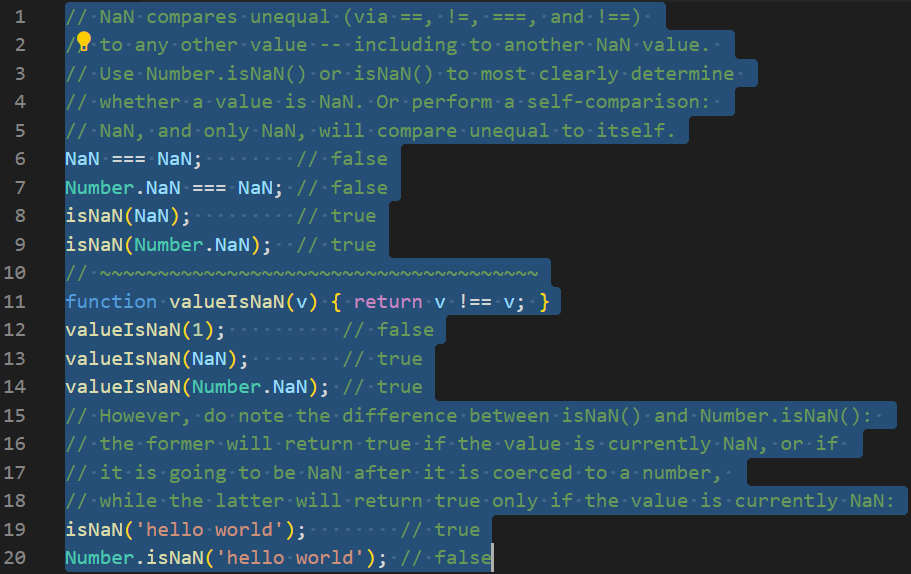 1 // NaN compares unequal (via ==, !=, ===, and !==)
2 // to any other value -- including to another NaN value.
3 // Use Number.isNaN() or isNaN() to most clearly determine
4 // whether a value is NaN. Or perform a self-comparison:
5 // NaN, and only NaN, will compare unequal to itself.
6 NaN === NaN;        // false
7 Number.NaN === NaN; // false
8 isNaN(NaN);         // true
9 isNaN(Number.NaN);  // true
10 // ~~~~~~~~~~~~~~~~~~~~~~~~~~~~~~~~~~~~~~
11 function valueIsNaN(v) { return v !== v; }
12 valueIsNaN(1);          // false
13 valueIsNaN(NaN);        // true
14 valueIsNaN(Number.NaN); // true
15 // However, do note the difference between isNaN() and Number.isNaN():
16 // the former will return true if the value is currently NaN, or if
17 // it is going to be NaN after it is coerced to a number,
18 // while the latter will return true only if the value is currently NaN:
19 isNaN('hello world');        // true
20 Number.isNaN('hello world'); // false